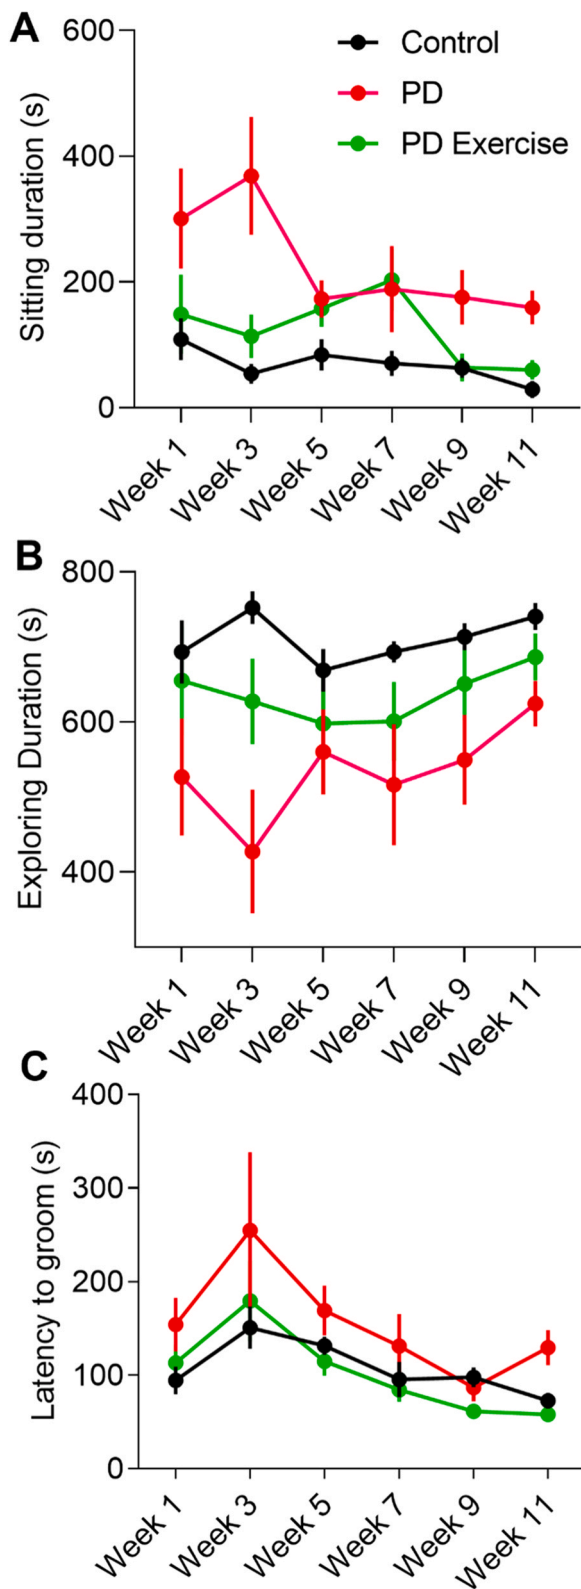 A
Sitting duration (s)
600
400
200
0
Control
PD
PD Exercise
Week 1
Week 3
Week 5
Week 7
Week 9
Week 11
B
Exploring Duration (s)
800
600
400
Week 1
Week 3
Week 5
Week 7
Week 9
Week 11
C
Latency to groom (s)
400
300
200
100
0
Week 1
Week 3
Week 5
Week 7
Week 9
Week 11